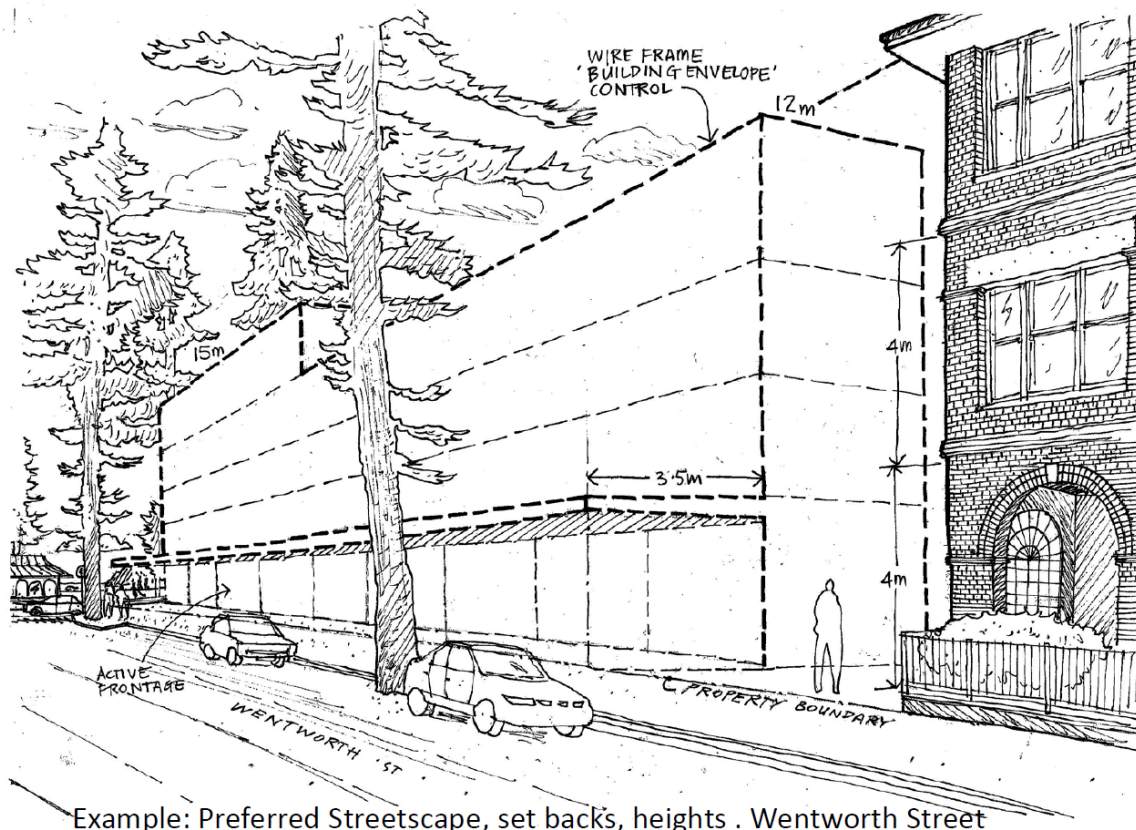 WIRE FRAME
'BUILDING ENVELOPE'
CONTROL
12m
15m
4m
3.5m
4m
ACTIVE
FRONTAGE
PROPERTY BOUNDARY
WENTWORTH ST
Example: Preferred Streetscape, set backs, heights . Wentworth Street